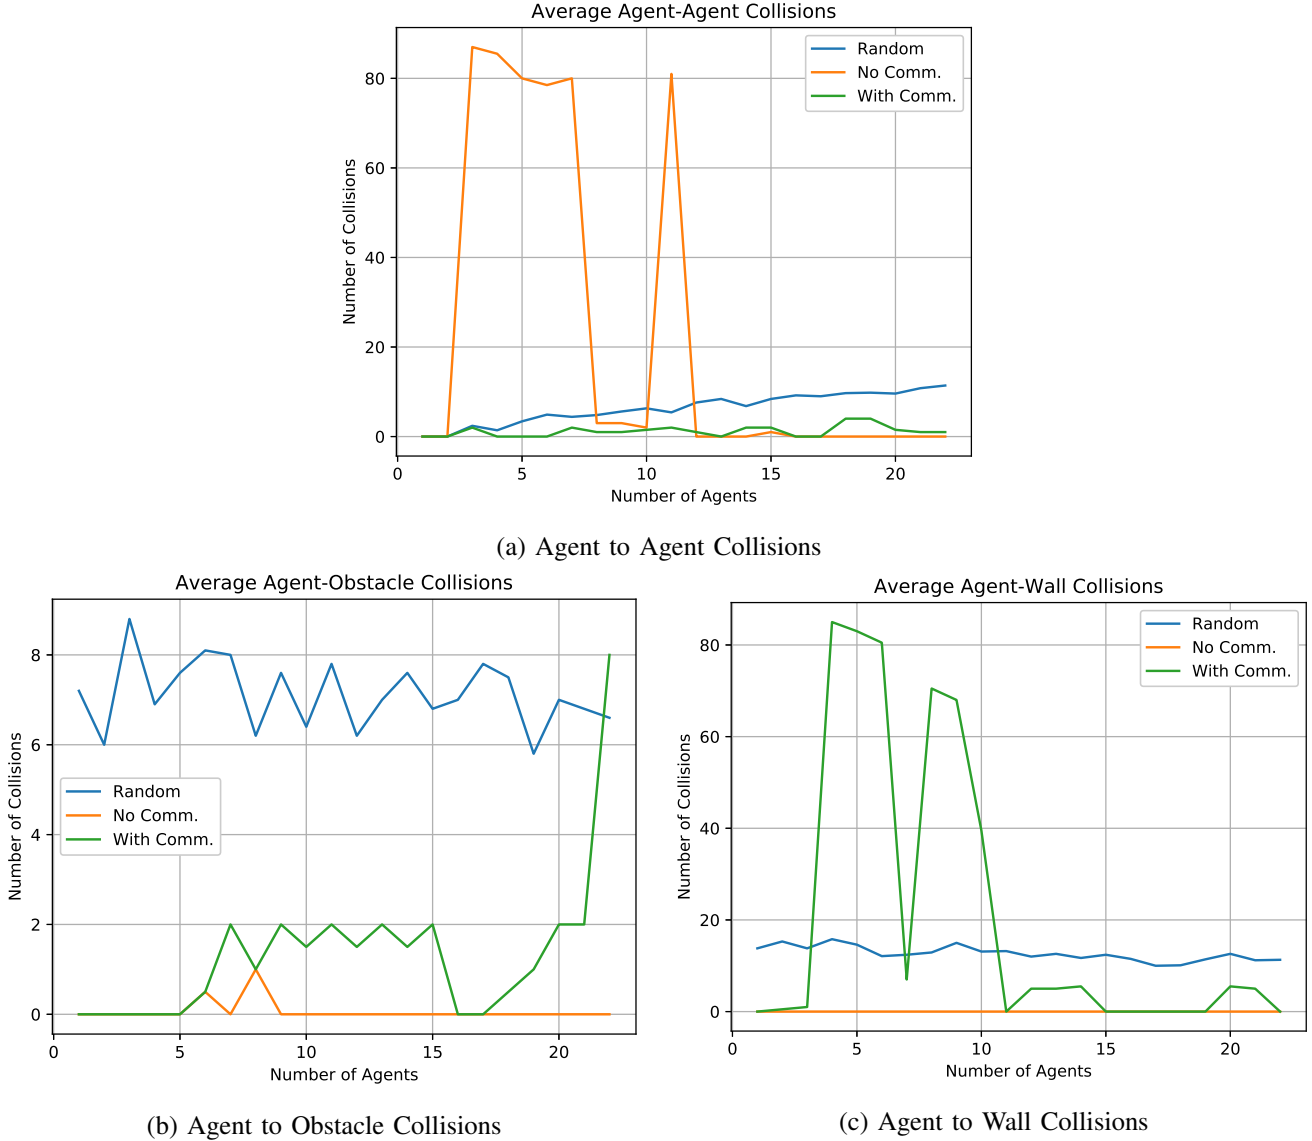 Average Agent-Agent Collisions
Random
No Comm.
With Comm.
80
60
40
20
0
Number of Collisions
0 5 10 15 20
Number of Agents
(a) Agent to Agent Collisions
Average Agent-Obstacle Collisions
8
6
4
2
0
Number of Collisions
Random
No Comm.
With Comm.
0 5 10 15 20
Number of Agents
(b) Agent to Obstacle Collisions
Average Agent-Wall Collisions
Random
No Comm.
With Comm.
80
60
40
20
0
Number of Collisions
0 5 10 15 20
Number of Agents
(c) Agent to Wall Collisions